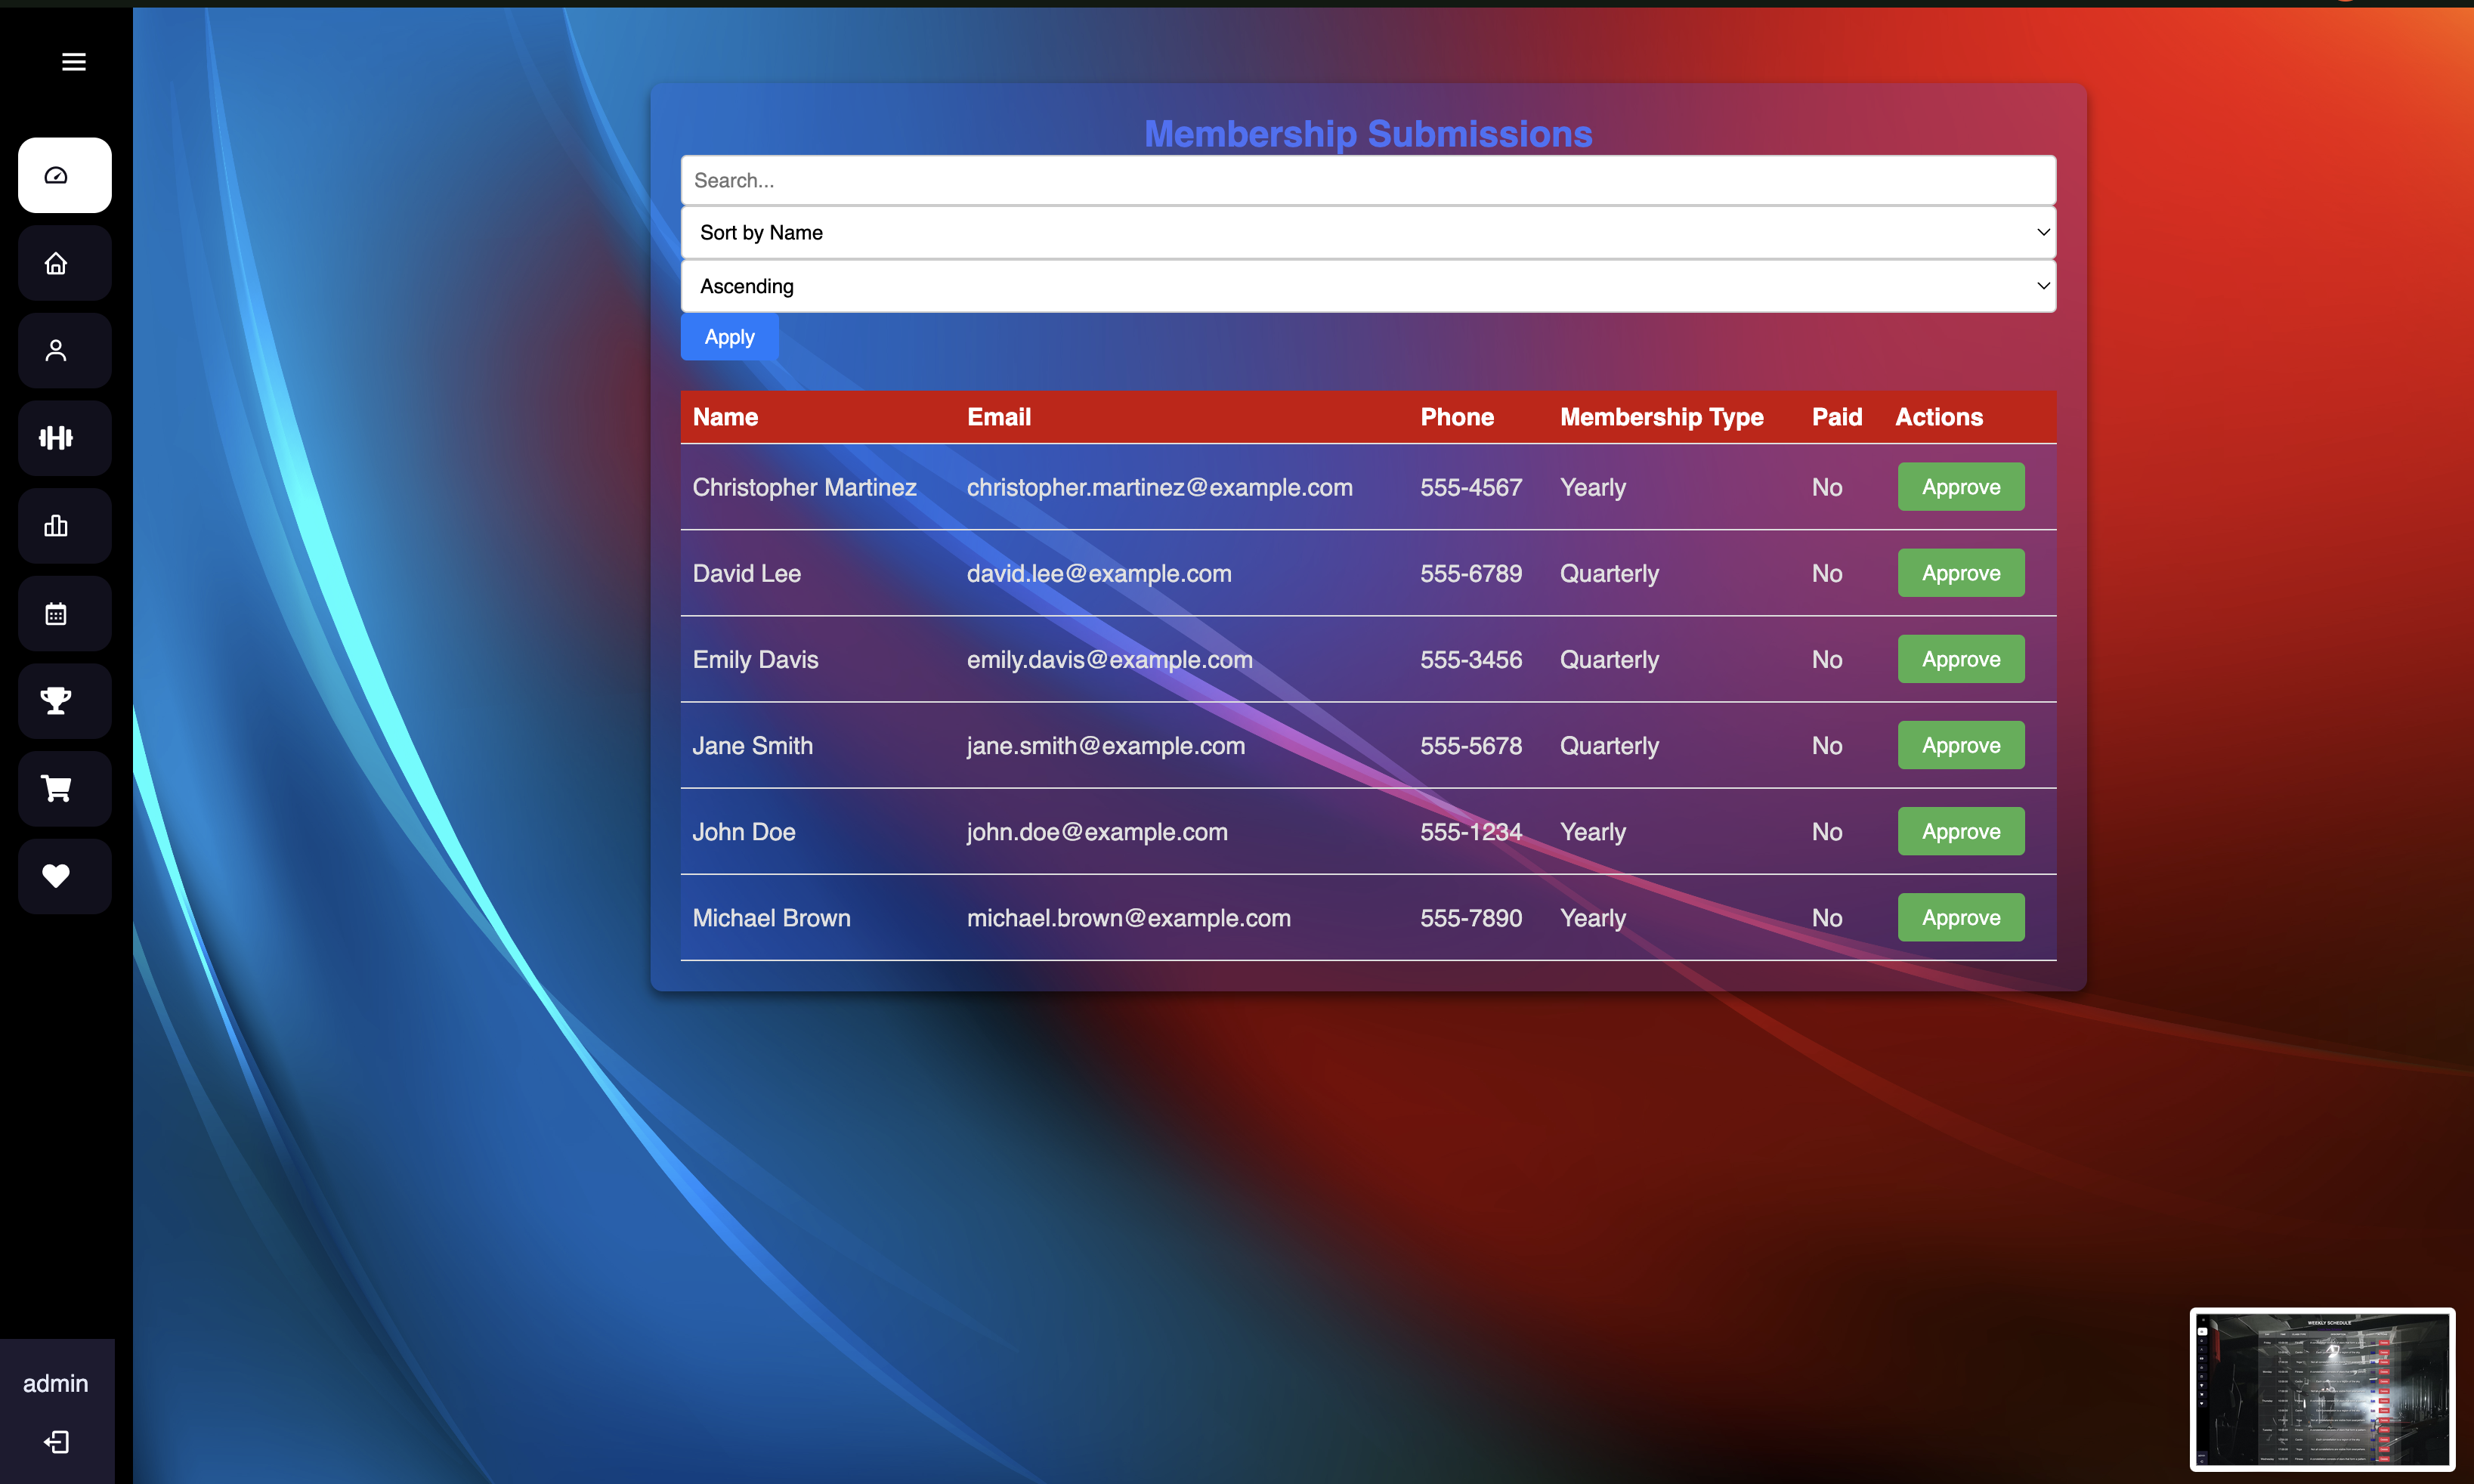 Membership Submissions
Search...
Sort by Name
Ascending
Apply
Name Email Phone Membership Type Paid Actions
Christopher Martinez christopher.martinez@example.com 555-4567 Yearly No Approve
David Lee david.lee@example.com 555-6789 Quarterly No Approve
Emily Davis emily.davis@example.com 555-3456 Quarterly No Approve
Jane Smith jane.smith@example.com 555-5678 Quarterly No Approve
John Doe john.doe@example.com 555-1234 Yearly No Approve
Michael Brown michael.brown@example.com 555-7890 Yearly No Approve
admin
WEEKLY SCHEDULE